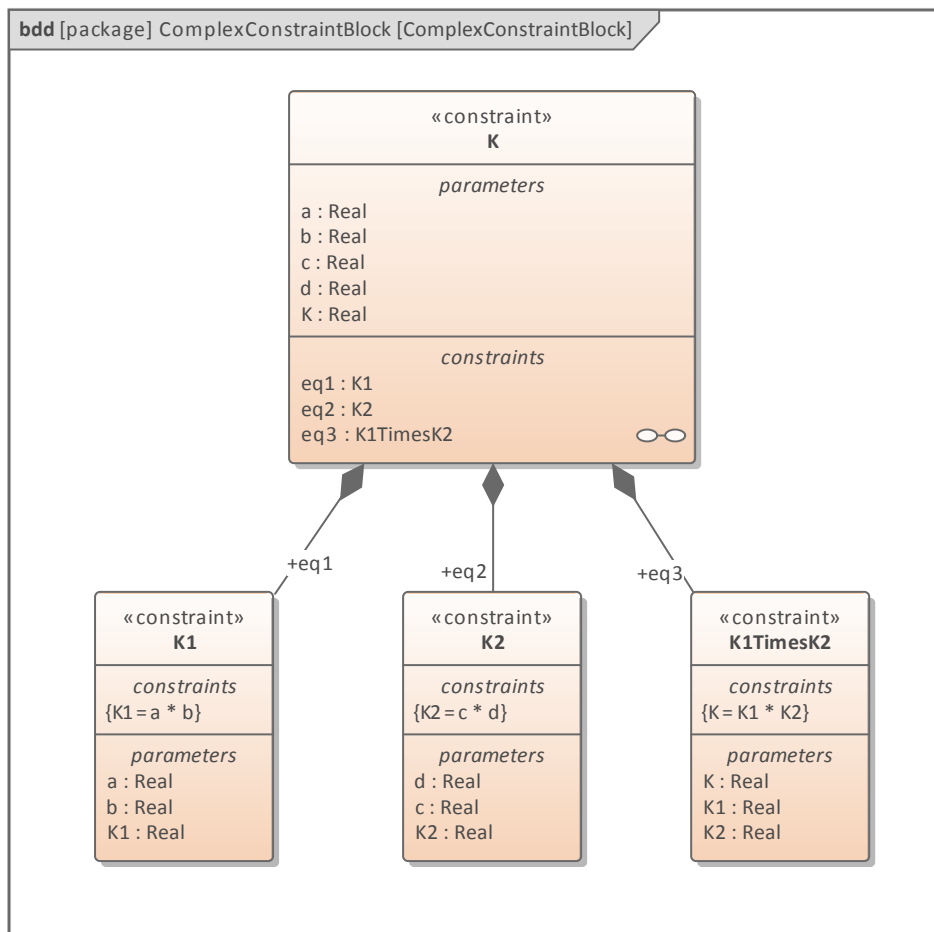 bdd [package] ComplexConstraintBlock [ComplexConstraintBlock]
«constraint»
K
parameters
a : Real
b : Real
c : Real
d : Real
K : Real
constraints
eq1 : K1
eq2 : K2
eq3 : K1TimesK2
+eq1
+eq2
+eq3
«constraint»
K1
constraints
{K1=a * b}
parameters
a : Real
b : Real
K1 : Real
«constraint»
K2
constraints
{K2=c * d}
parameters
d : Real
c : Real
K2 : Real
«constraint»
K1TimesK2
constraints
{K=K1 * K2}
parameters
K : Real
K1 : Real
K2 : Real